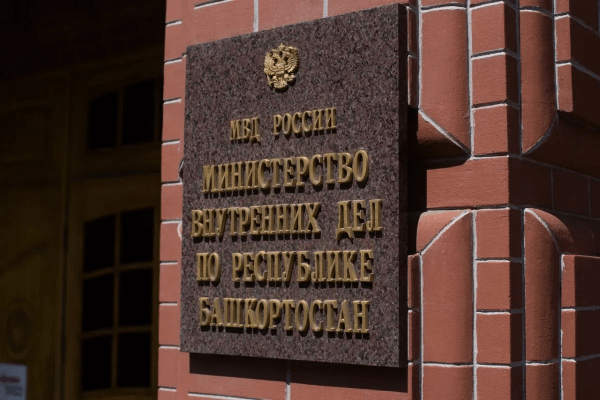 МВД РОССИИ
МИНИСТЕРСТВО
ВНУТРЕННИХ ДЕЛ
ПО РЕСПУБЛИКЕ
БАШКОРТОСТАН